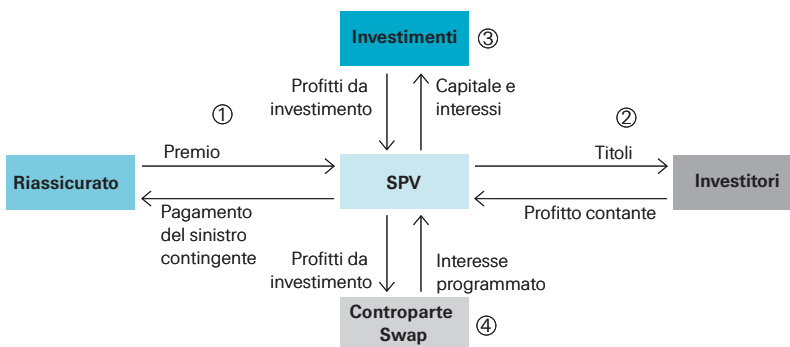 Investimenti ③
Profitti da
investimento
Capitale e
interessi
①
②
Premio
Titoli
Riassicurato
SPV
Investitori
Pagamento
del sinistro
contingente
Profitto contante
Profitti da
investimento
Interesse
programmato
Controparte
Swap
④